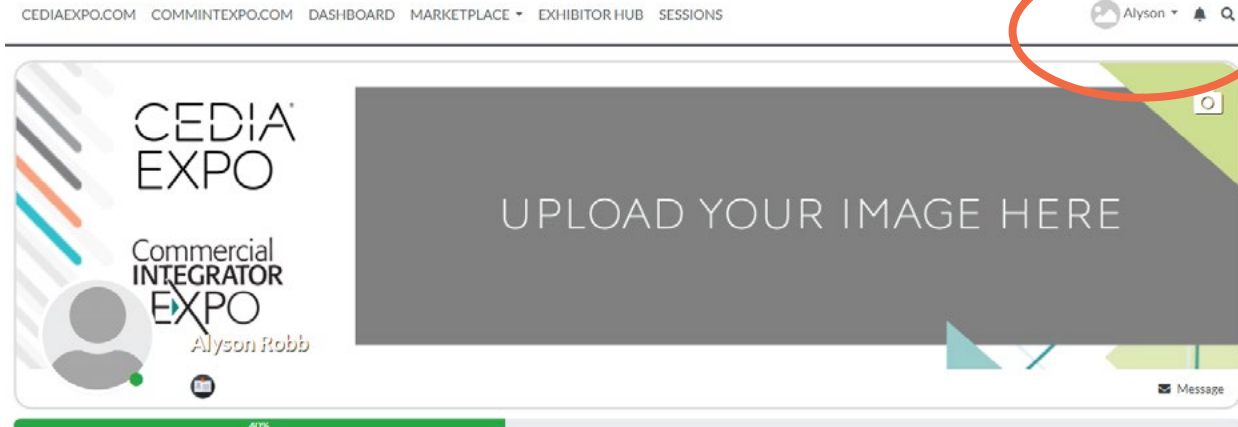 CEDIAEXPO.COM COMMINTEXPO.COM DASHBOARD MARKETPLACE EXHIBITOR HUB SESSIONS Alyson
CEDIA
EXPO
UPLOAD YOUR IMAGE HERE
Commercial
INTEGRATOR
EXPO
Alyson Robb
Message
40%